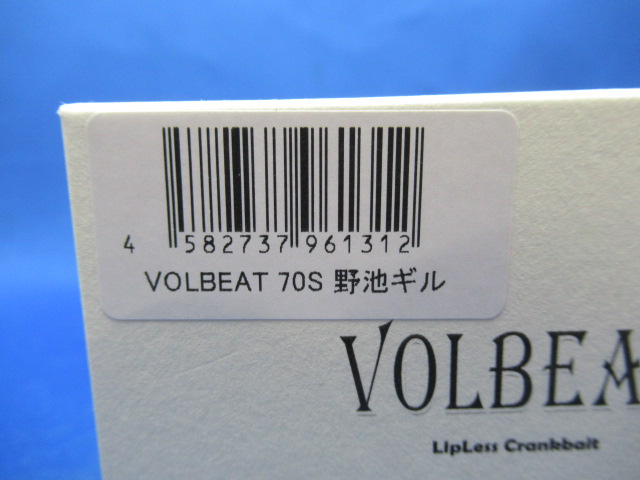 4 582737 961312
VOLBEAT 70S 野池ギル
VOLBEA
LipLess Crankbait